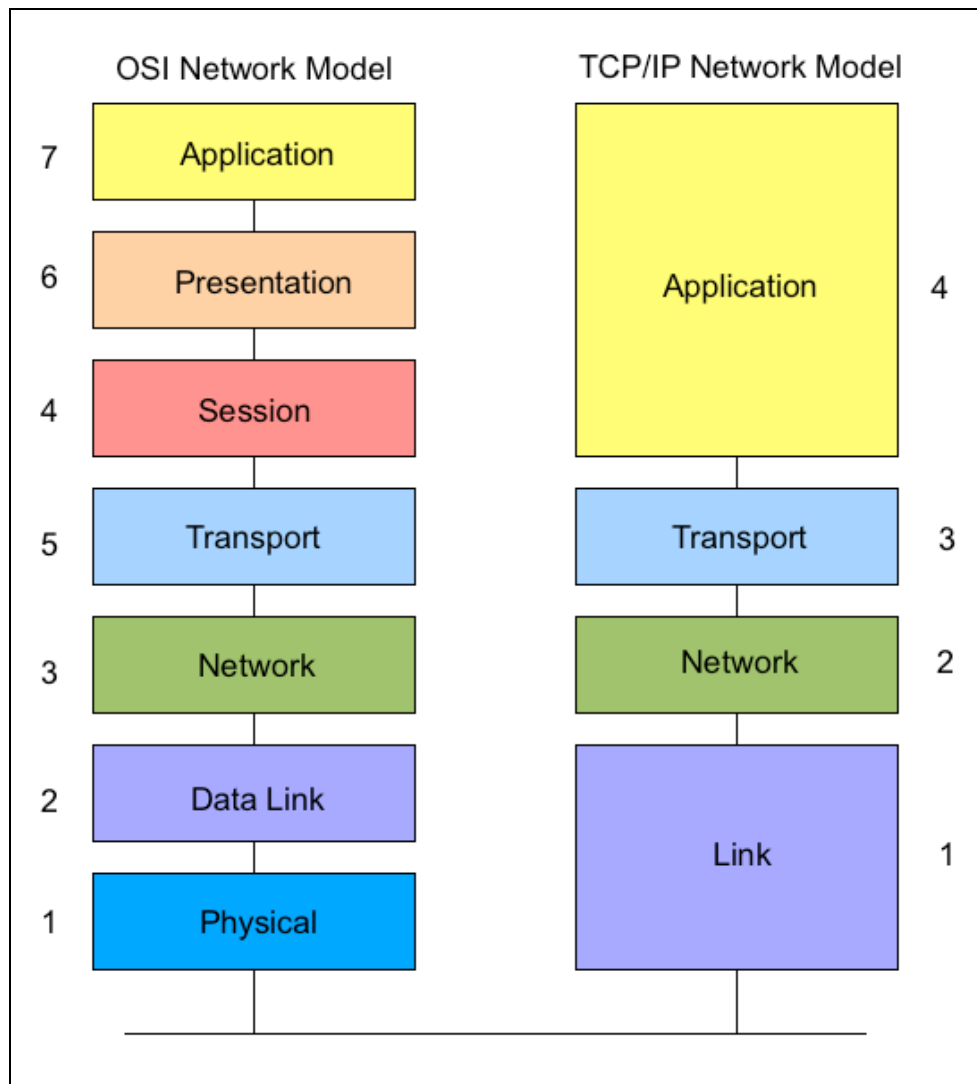 OSI Network Model
TCP/IP Network Model
7
Application
6
Presentation
4
Session
5
Transport
3
Network
2
Data Link
1
Physical
Application
4
Transport
3
Network
2
Link
1